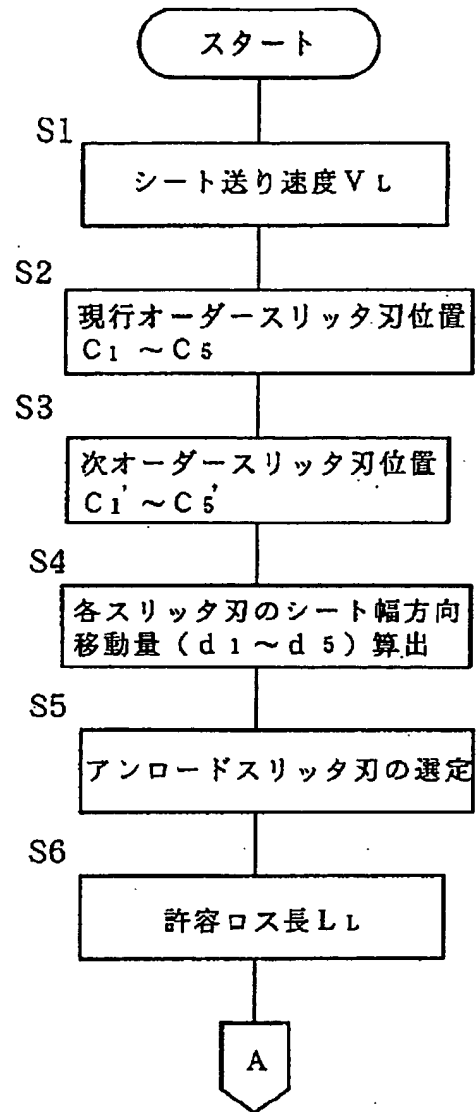 スタート
S1
シート送り速度VL
S2
現行オーダースリッタ刃位置
C1 ~C5
S3
次オーダースリッタ刃位置
C1'~C5'
S4
各スリッタ刃のシート幅方向
移動量(d1~d5)算出
S5
アンロードスリッタ刃の選定
S6
許容ロス長LL
A